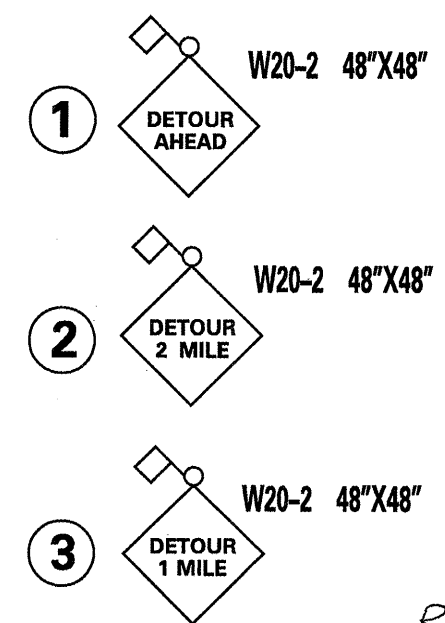 W20-2 48"X48"
1
DETOUR
AHEAD
W20-2 48"X48"
2
DETOUR
2 MILE
W20-2 48"X48"
3
DETOUR
1 MILE